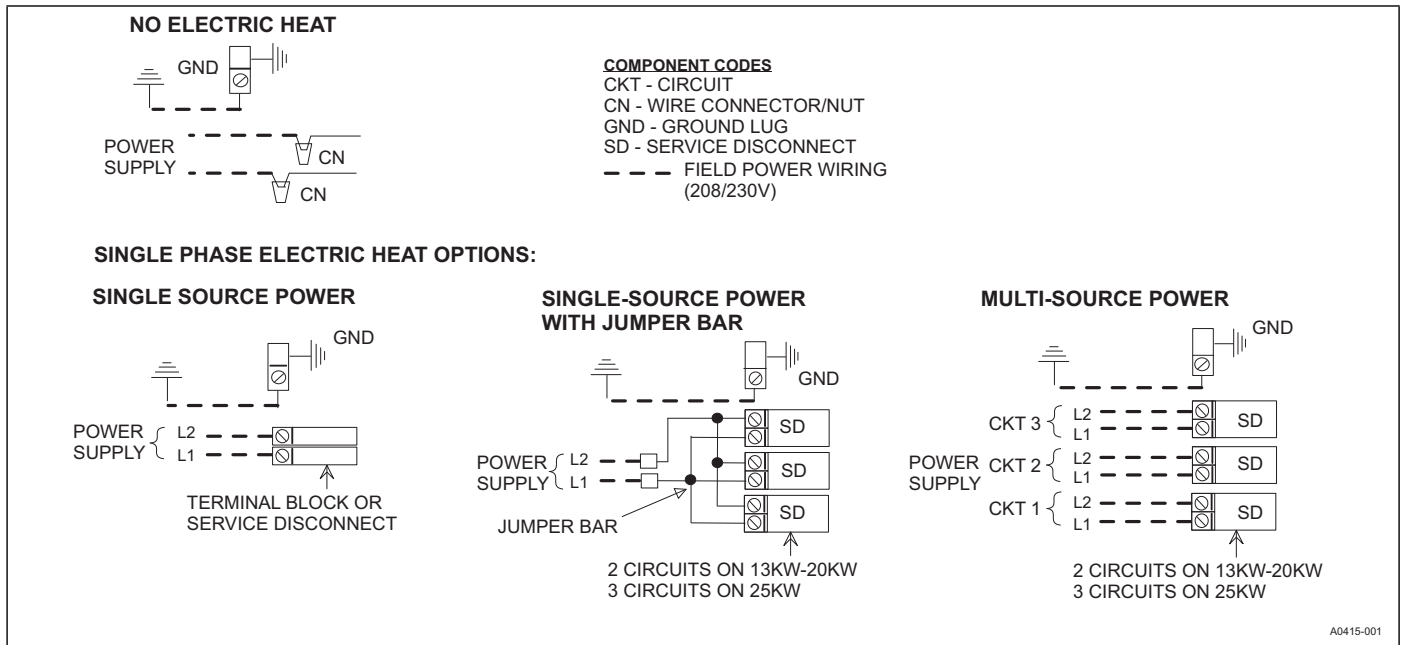 NO ELECTRIC HEAT
GND
POWER
SUPPLY
CN
CN
COMPONENT CODES
CKT - CIRCUIT
CN - WIRE CONNECTOR/NUT
GND - GROUND LUG
SD - SERVICE DISCONNECT
FIELD POWER WIRING
(208/230V)
SINGLE PHASE ELECTRIC HEAT OPTIONS:
SINGLE SOURCE POWER
GND
POWER
SUPPLY
L2
L1
TERMINAL BLOCK OR
SERVICE DISCONNECT
SINGLE-SOURCE POWER
WITH JUMPER BAR
GND
SD
SD
SD
POWER
SUPPLY
L2
L1
JUMPER BAR
2 CIRCUITS ON 13KW-20KW
3 CIRCUITS ON 25KW
MULTI-SOURCE POWER
GND
CKT 3
L2
L1
SD
POWER
SUPPLY
CKT 2
L2
L1
SD
CKT 1
L2
L1
SD
2 CIRCUITS ON 13KW-20KW
3 CIRCUITS ON 25KW
A0415-001